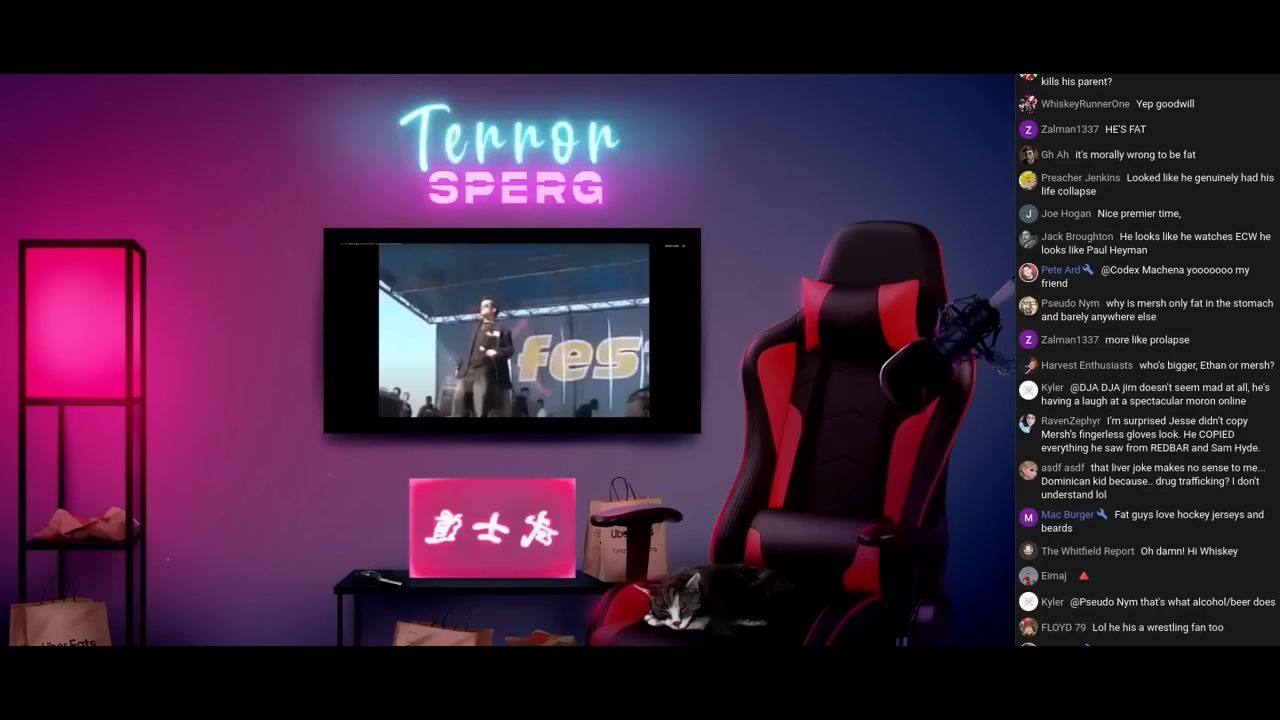 Terror
SPERG
fes
Uber
Uber Eats
kills his parent?
WhiskeyRunnerOne Yep goodwill
Z Zalman1337 HE'S FAT
Gh Ah it's morally wrong to be fat
Preacher Jenkins Looked like he genuinely had his
life collapse
J Joe Hogan Nice premier time,
Jack Broughton He looks like he watches ECW he
looks like Paul Heyman
Pete Ard @Codex Machena yooooooo my
friend
Pseudo Nym why is mersh only fat in the stomach
and barely anywhere else
Z Zalman1337 more like prolapse
Harvest Enthusiasts who's bigger, Ethan or mersh?
Kyler @DJA DJA jim doesn't seem mad at all, he's
having a laugh at a spectacular moron online
RavenZephyr I'm surprised Jesse didn't copy
Mersh's fingerless gloves look. He COPIED
everything he saw from REDBAR and Sam Hyde.
asdf asdf that liver joke makes no sense to me...
Dominican kid because.. drug trafficking? I don't
understand lol
M Mac Burger Fat guys love hockey jerseys and
beards
The Whitfield Report Oh damn! Hi Whiskey
Eimaj 🔺
Kyler @Pseudo Nym that's what alcohol/beer does
FLOYD 79 Lol he his a wrestling fan too